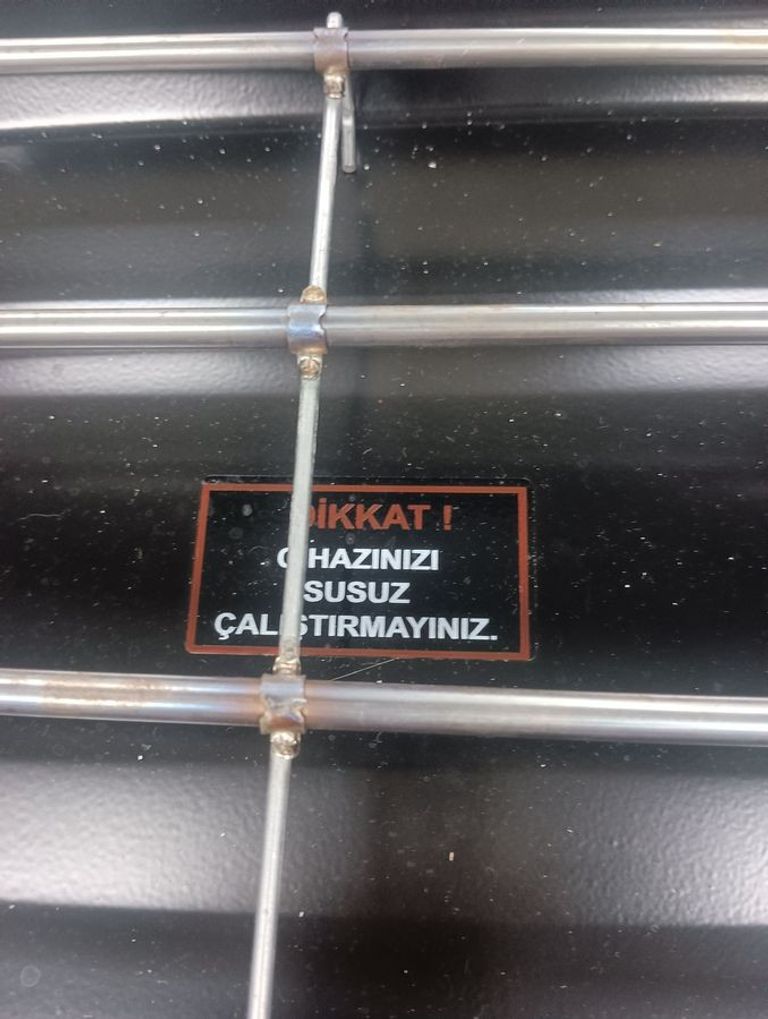 DİKKAT !
CİHAZINIZI
SUSUZ
ÇALIŞTIRMAYINIZ.